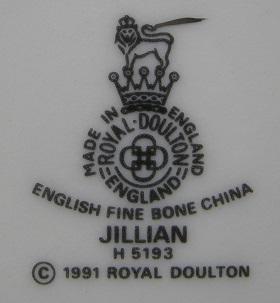 MADE IN ENGLAND
ROYAL · DOULTON
ENGLAND
ENGLISH FINE BONE CHINA
JILLIAN
H 5193
© 1991 ROYAL DOULTON